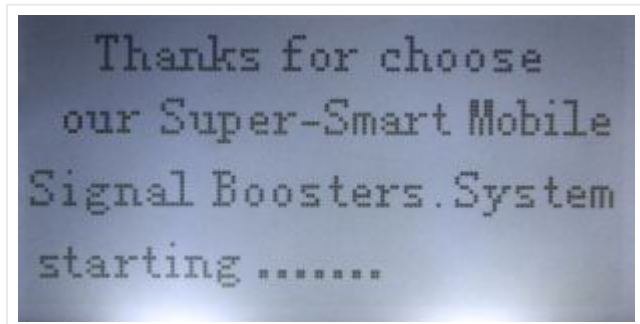 Thanks for choose
our Super-Smart Mobile
Signal Boosters.System
starting .......